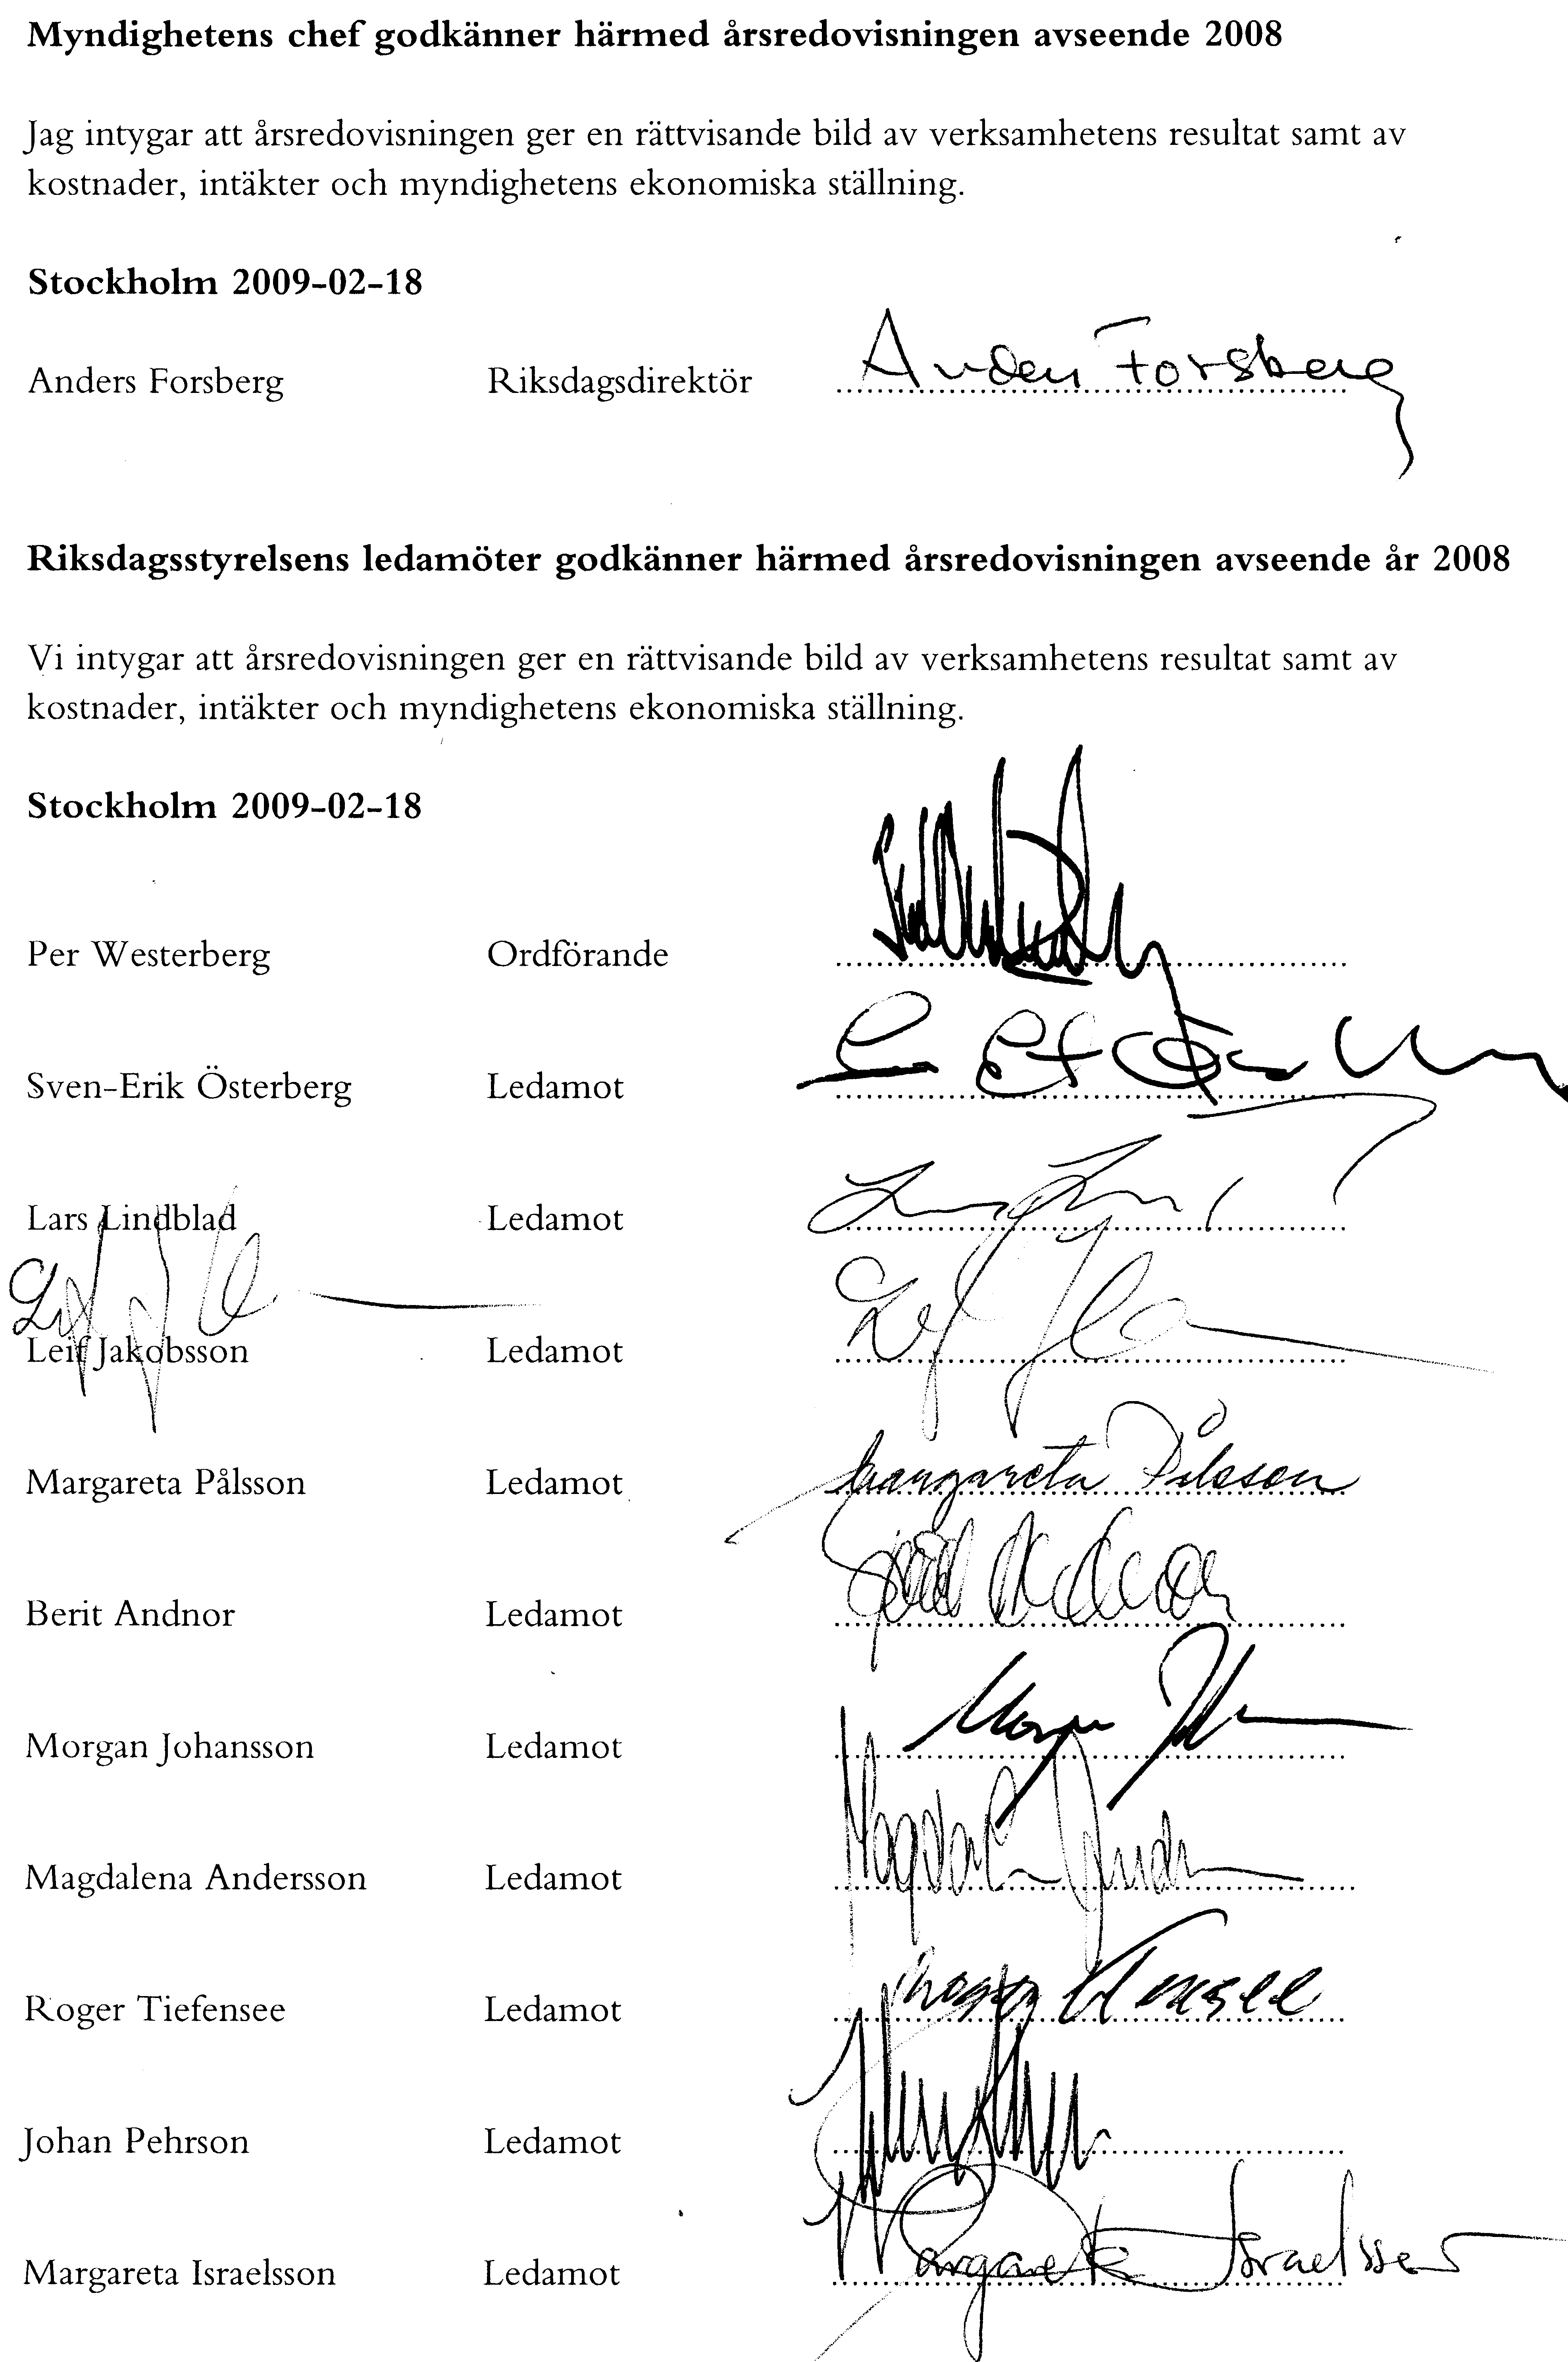 Myndighetens chef godkänner härmed årsredovisningen avseende 2008
Jag intygar att årsredovisningen ger en rättvisande bild av verksamhetens resultat samt av
kostnader, intäkter och myndighetens ekonomiska ställning.
Stockholm 2009-02-18
Anders Forsberg Riksdagsdirektör Anders Forsberg
Riksdagsstyrelsens ledamöter godkänner härmed årsredovisningen avseende år 2008
Vi intygar att årsredovisningen ger en rättvisande bild av verksamhetens resultat samt av
kostnader, intäkter och myndighetens ekonomiska ställning.
Stockholm 2009-02-18
Per Westerberg Ordförande
Sven-Erik Österberg Ledamot
Lars Lindblad Ledamot
Leif Jakobsson Ledamot
Margareta Pålsson Ledamot Margareta Pålsson
Berit Andnor Ledamot
Morgan Johansson Ledamot
Magdalena Andersson Ledamot
Roger Tiefensee Ledamot Roger Tiefensee
Johan Pehrson Ledamot
Margareta Israelsson Ledamot Margareta Israelsson